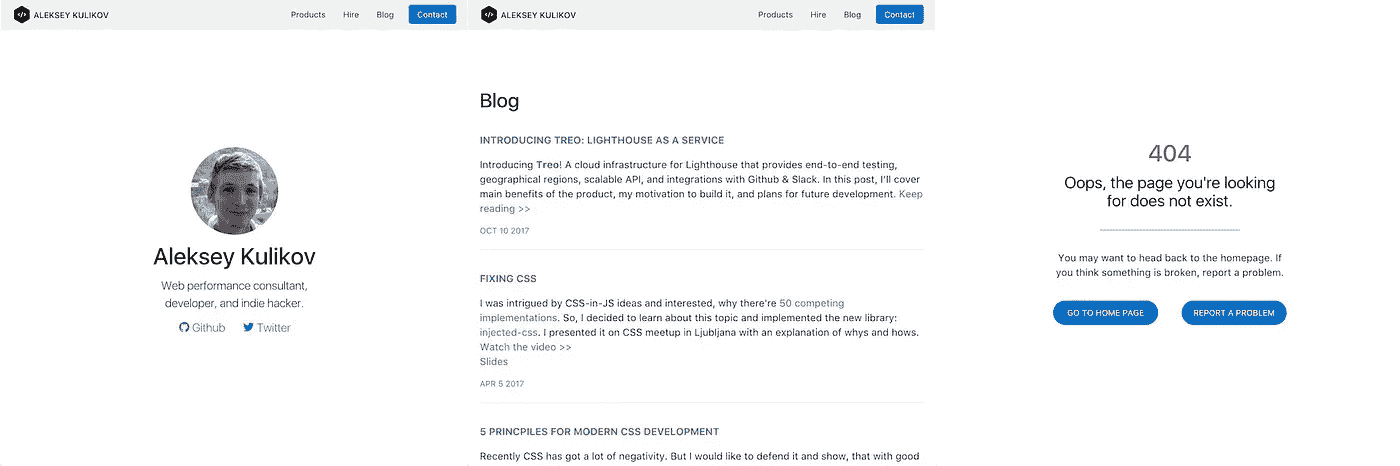 ALEKSEY KULIKOV
Products Hire Blog Contact
Aleksey Kulikov
Web performance consultant,
developer, and indie hacker.
Github Twitter
ALEKSEY KULIKOV
Products Hire Blog Contact
Blog
INTRODUCING TREO: LIGHTHOUSE AS A SERVICE
Introducing Treo! A cloud infrastructure for Lighthouse that provides end-to-end testing,
geographical regions, scalable API, and integrations with Github & Slack. In this post, I'll cover
main benefits of the product, my motivation to build it, and plans for future development. Keep
reading >>
OCT 10 2017
FIXING CSS
I was intrigued by CSS-in-JS ideas and interested, why there're 50 competing
implementations. So, I decided to learn about this topic and implemented the new library:
injected-css. I presented it on CSS meetup in Ljubljana with an explanation of whys and hows.
Watch the video >>
Slides
APR 5 2017
5 PRINCPILES FOR MODERN CSS DEVELOPMENT
Recently CSS has got a lot of negativity. But I would like to defend it and show, that with good
404
Oops, the page you're looking
for does not exist.
You may want to head back to the homepage. If
you think something is broken, report a problem.
GO TO HOME PAGE REPORT A PROBLEM